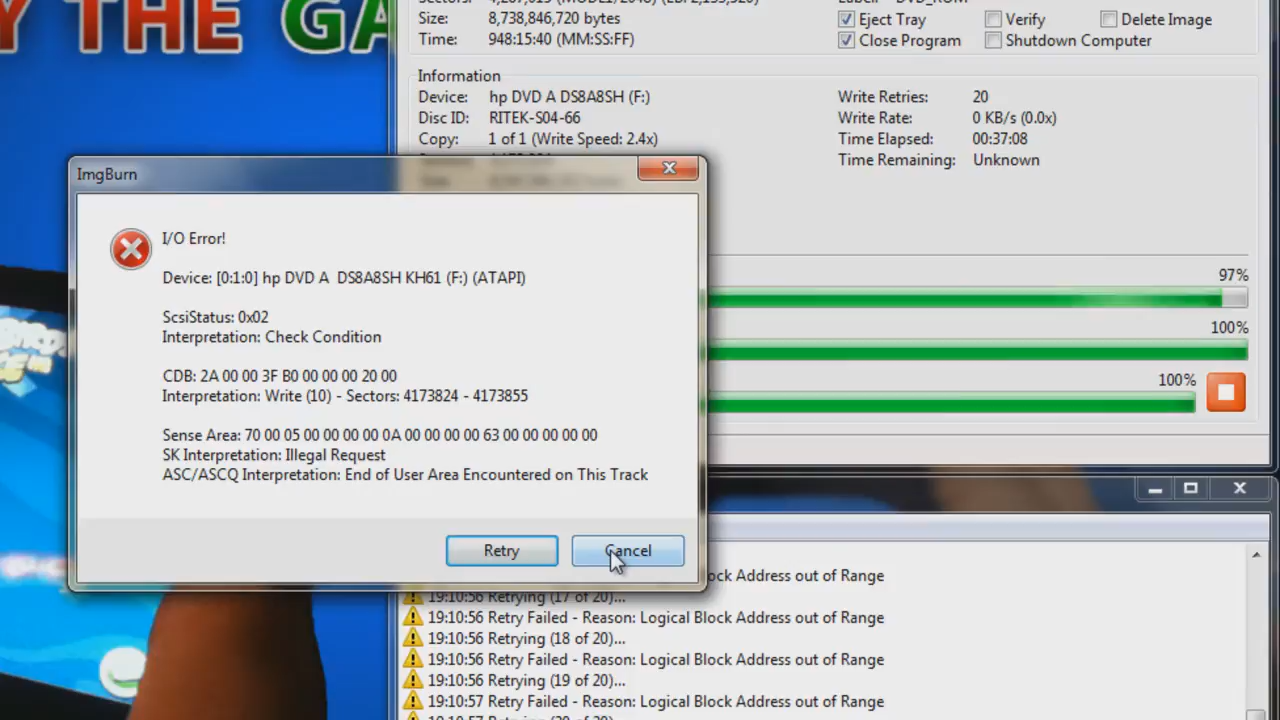 Y THE GA
Size: 8,738,846,720 bytes
Time: 948:15:40 (MM:SS:FF)
Eject Tray Verify Delete Image
Close Program Shutdown Computer
Information
Device: hp DVD A DS8A8SH (F:)
Disc ID: RITEK-S04-66
Copy: 1 of 1 (Write Speed: 2.4x)
Write Retries: 20
Write Rate: 0 KB/s (0.0x)
Time Elapsed: 00:37:08
Time Remaining: Unknown
97%
100%
100%
ImgBurn
I/O Error!
Device: [0:1:0] hp DVD A DS8A8SH KH61 (F:) (ATAPI)
ScsiStatus: 0x02
Interpretation: Check Condition
CDB: 2A 00 00 3F B0 00 00 00 20 00
Interpretation: Write (10) - Sectors: 4173824 - 4173855
Sense Area: 70 00 05 00 00 00 00 0A 00 00 00 00 63 00 00 00 00 00
SK Interpretation: Illegal Request
ASC/ASCQ Interpretation: End of User Area Encountered on This Track
Retry Cancel
ock Address out of Range
19:10:56 Retrying (17 of 20)...
19:10:56 Retry Failed - Reason: Logical Block Address out of Range
19:10:56 Retrying (18 of 20)...
19:10:56 Retry Failed - Reason: Logical Block Address out of Range
19:10:56 Retrying (19 of 20)...
19:10:57 Retry Failed - Reason: Logical Block Address out of Range
19:10:57 Retrying (20 of 20)...